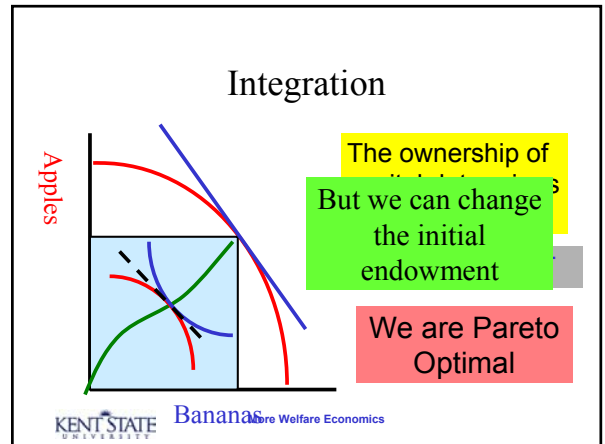 Integration
Apples
The ownership of
But we can change
the initial
endowment
We are Pareto
Optimal
KENT STATE
UNIVERSITY
Bananas
More Welfare Economics